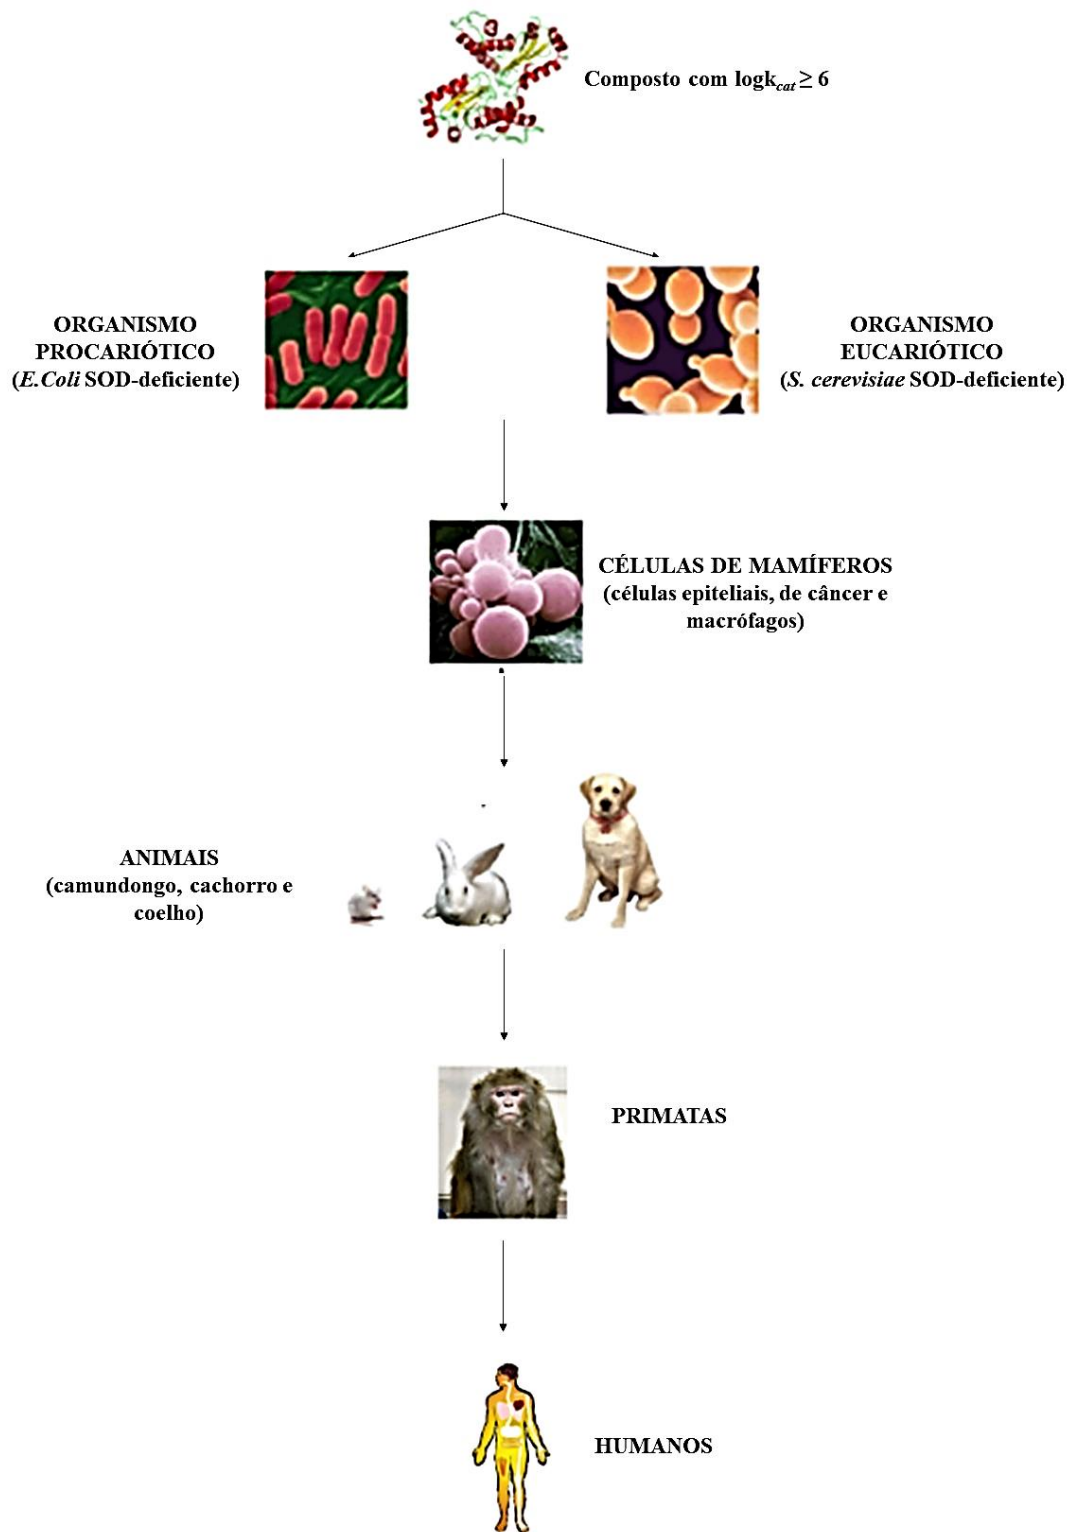 Composto com logkcat ≥ 6
ORGANISMO
PROCARIÓTICO
(E.Coli SOD-deficiente)
ORGANISMO
EUCARIÓTICO
(S. cerevisiae SOD-deficiente)
CÉLULAS DE MAMÍFEROS
(células epiteliais, de câncer e
macrófagos)
ANIMAIS
(camundongo, cachorro e
coelho)
PRIMATAS
HUMANOS